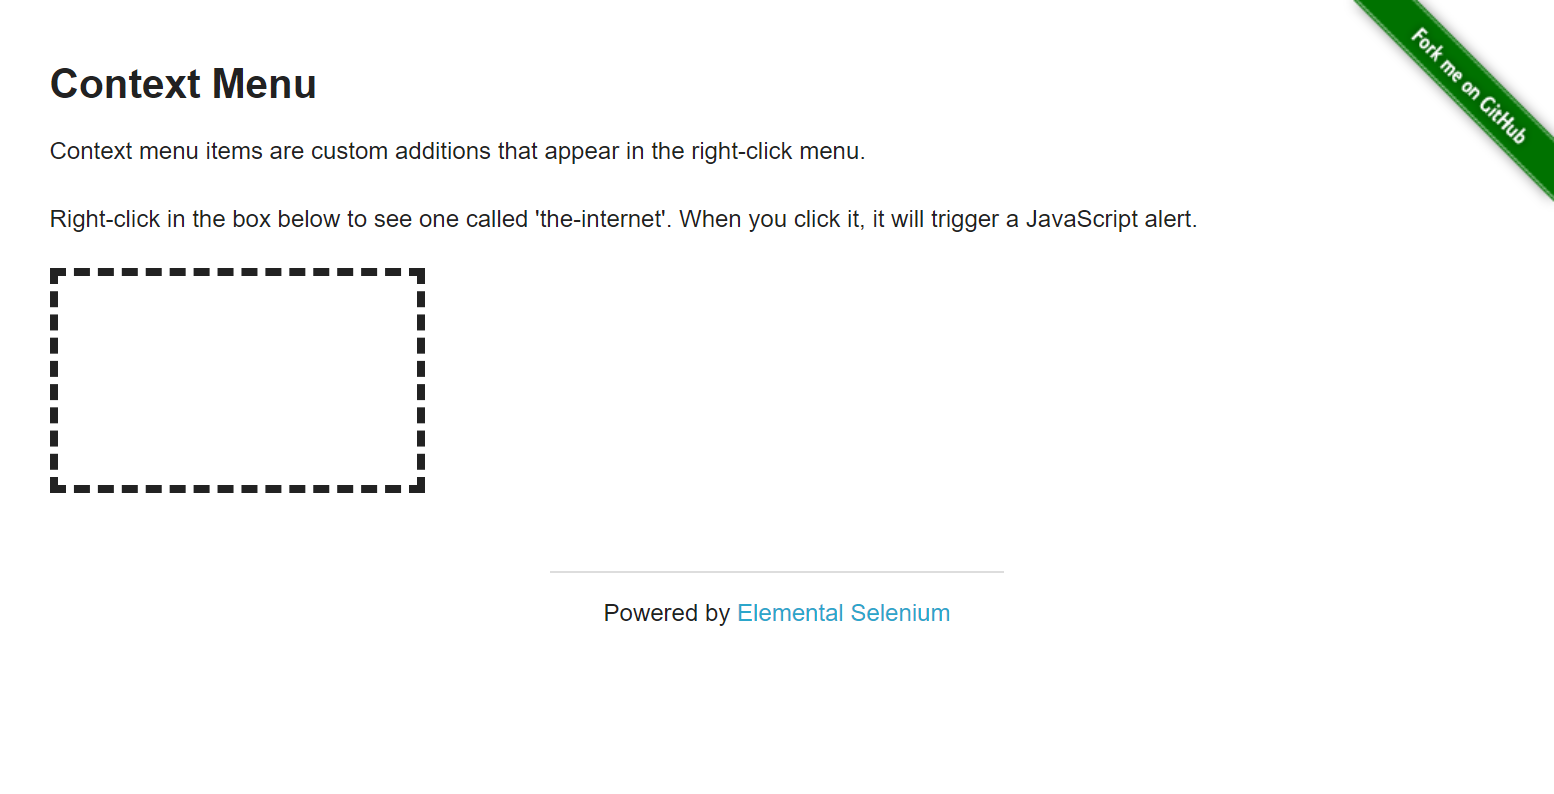 Fork me on GitHub
Context Menu
Context menu items are custom additions that appear in the right-click menu.
Right-click in the box below to see one called 'the-internet'. When you click it, it will trigger a JavaScript alert.
Powered by Elemental Selenium